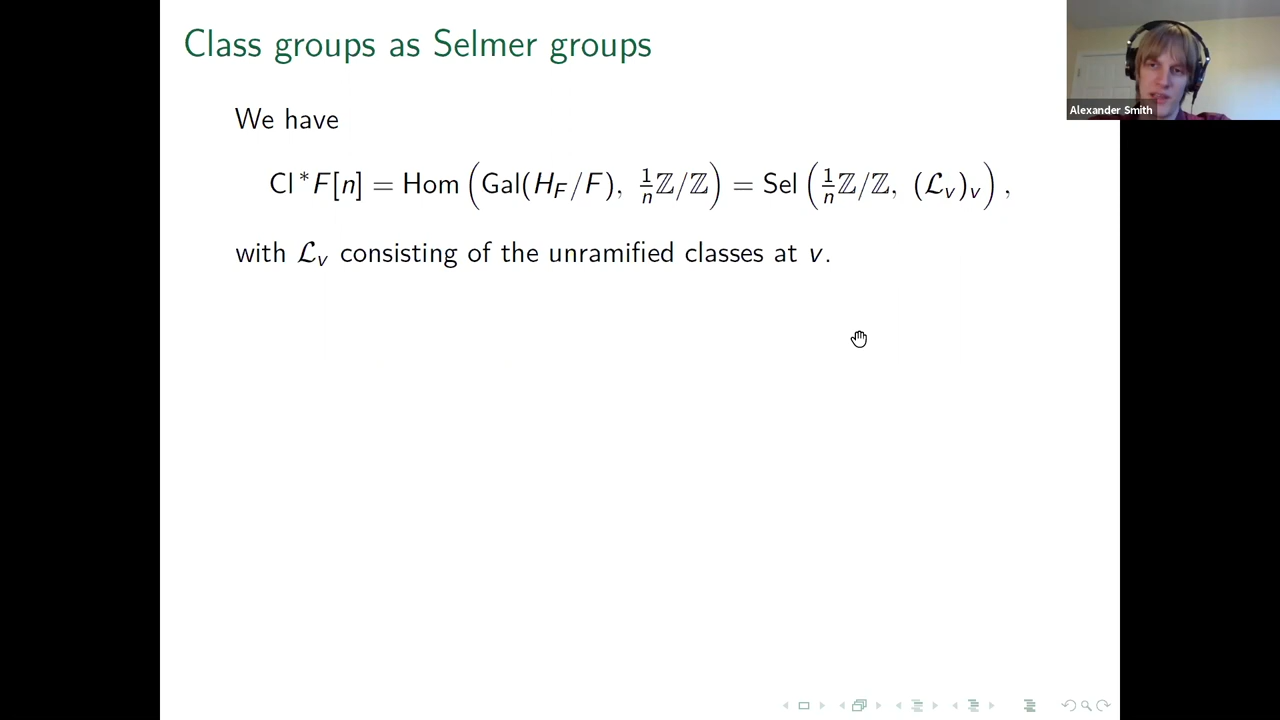 Class groups as Selmer groups
We have
Cl*F[n] = Hom (Gal(H_F/F), 1/n ℤ/ℤ) = Sel (1/n ℤ/ℤ, (ℒ_v)_v),
with ℒ_v consisting of the unramified classes at v.
Alexander Smith